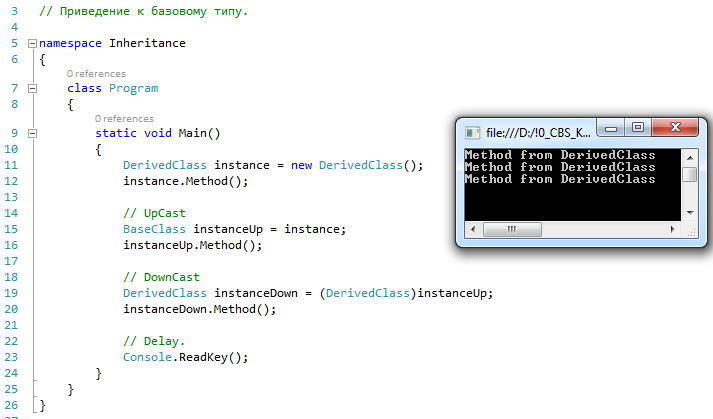 3 // Приведение к базовому типу.
4
5 namespace Inheritance
6 {
0 references
7 class Program
8 {
0 references
9 static void Main()
10 {
11 DerivedClass instance = new DerivedClass();
12 instance.Method();
13
14 // UpCast
15 BaseClass instanceUp = instance;
16 instanceUp.Method();
17
18 // DownCast
19 DerivedClass instanceDown = (DerivedClass)instanceUp;
20 instanceDown.Method();
21
22 // Delay.
23 Console.ReadKey();
24 }
25 }
26 }
file:///D:/!0_CBS_K...
Method from DerivedClass
Method from DerivedClass
Method from DerivedClass